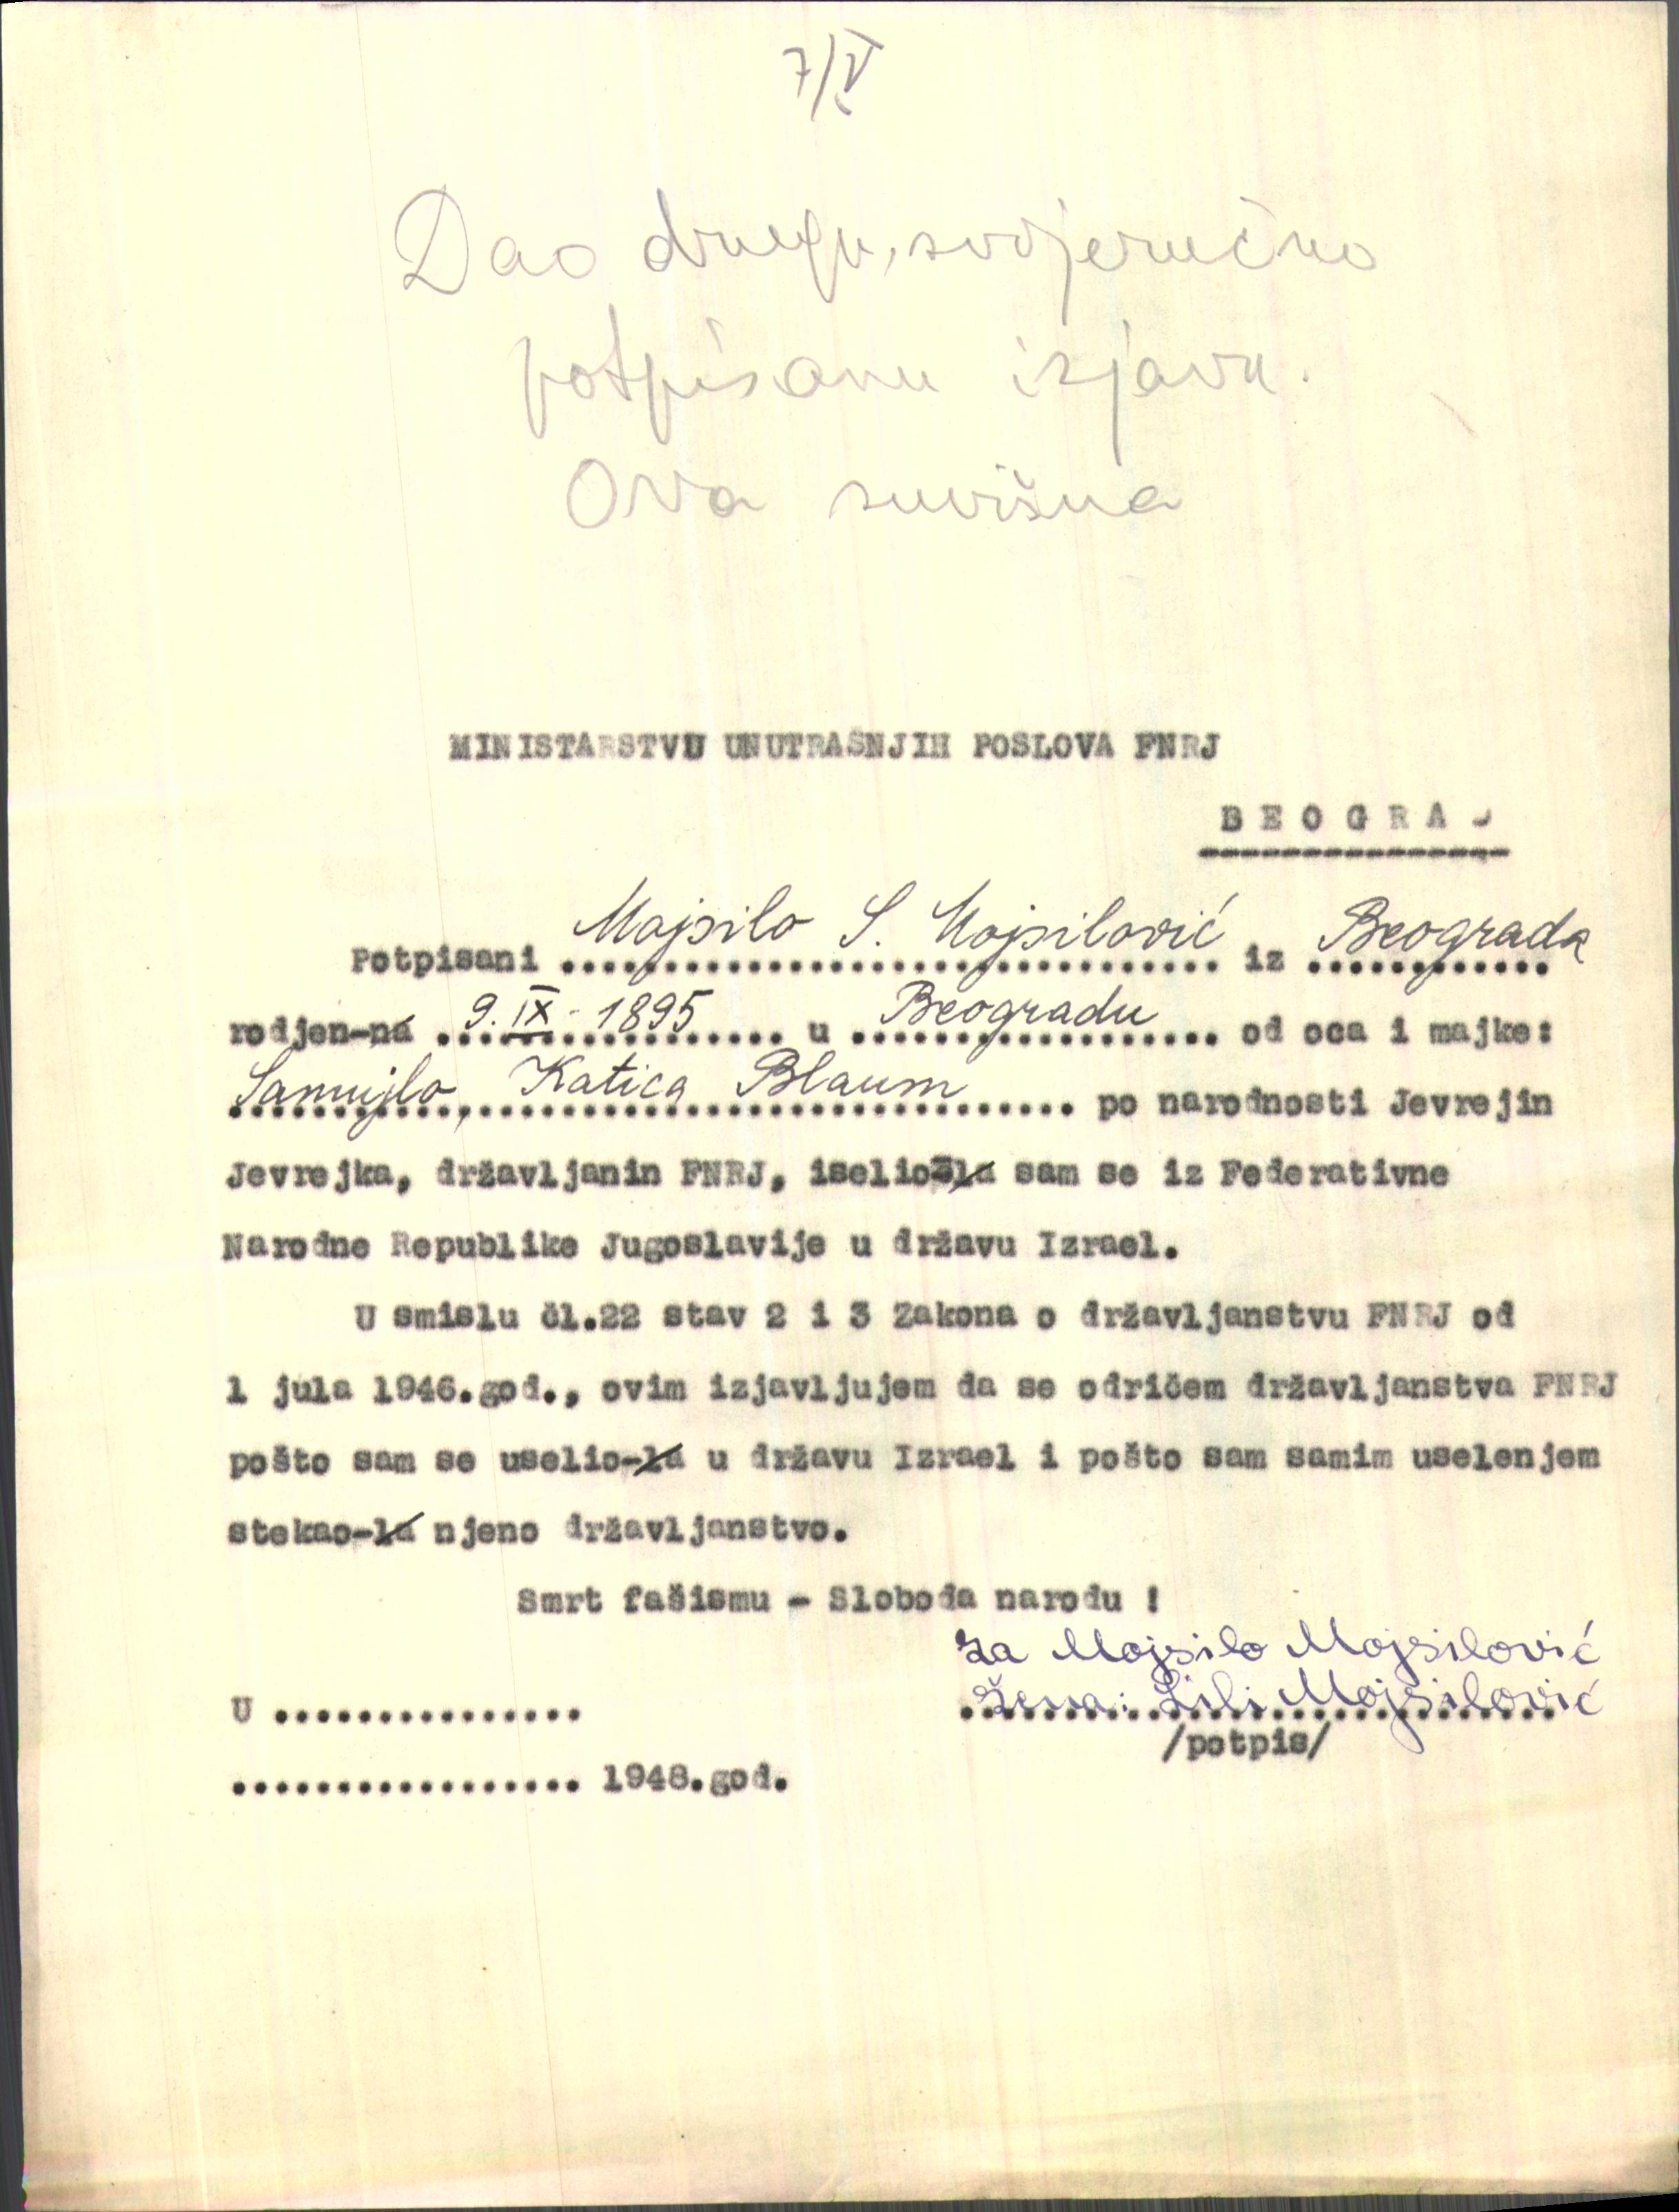 7/V
Dao drugu, svojeručno
potpisanu izjavu.
Ova suvišna
MINISTARSTVU UNUTRAŠNJIH POSLOVA FNRJ
BEOGRAD
Potpisani Mojsilo S. Mojsilović iz Beograda
rodjen-na 9. IX - 1895 u Beogradu od oca i majke:
Samujlo, Katica Blaum po narodnosti Jevrejin
Jevrejka, državljanin FNRJ, iselio-la sam se iz Federativne
Narodne Republike Jugoslavije u državu Izrael.
U smislu čl.22 stav 2 i 3 Zakona o državljanstvu FNRJ od
1 jula 1946.god., ovim izjavljujem da se odričem državljanstva FNRJ
pošto sam se uselio-la u državu Izrael i pošto sam samim uselenjem
stekao-la njeno državljanstvo.
Smrt fašismu - Sloboda narodu !
za Mojsilo Mojsilović
U ............... žena: Lili Mojsilović
/potpis/
................. 1948.god.